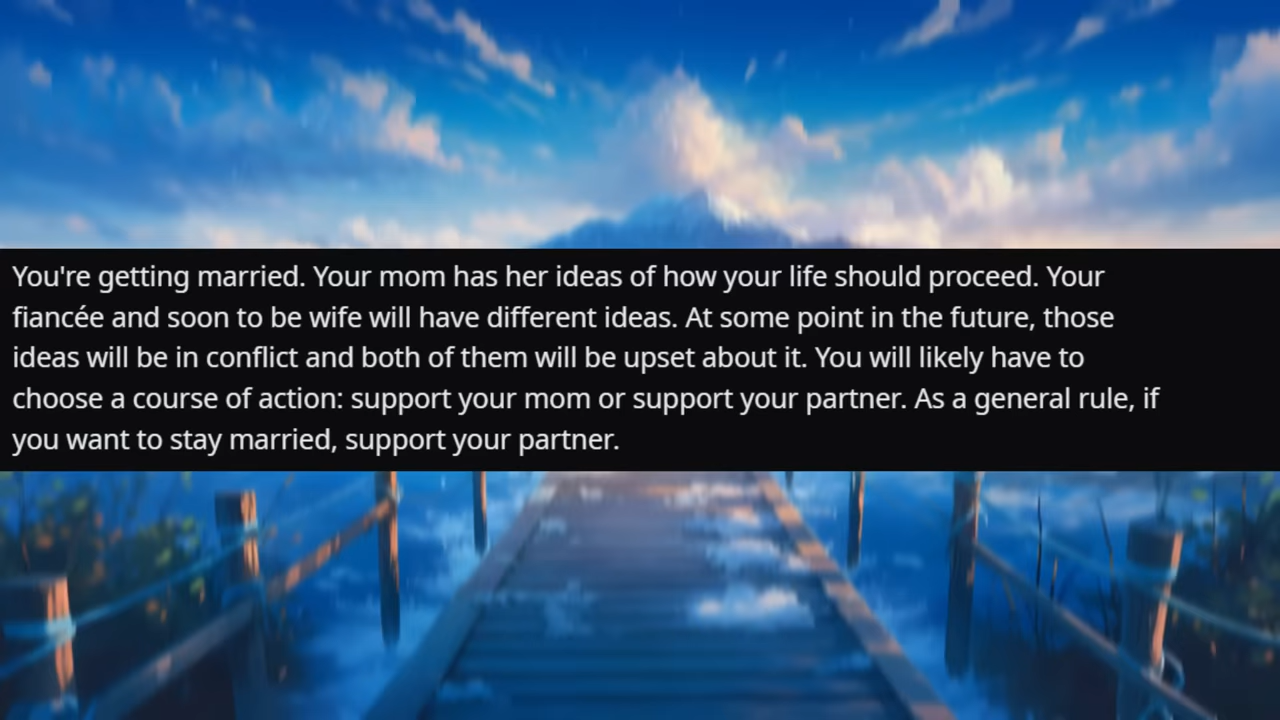 You're getting married. Your mom has her ideas of how your life should proceed. Your
fiancée and soon to be wife will have different ideas. At some point in the future, those
ideas will be in conflict and both of them will be upset about it. You will likely have to
choose a course of action: support your mom or support your partner. As a general rule, if
you want to stay married, support your partner.